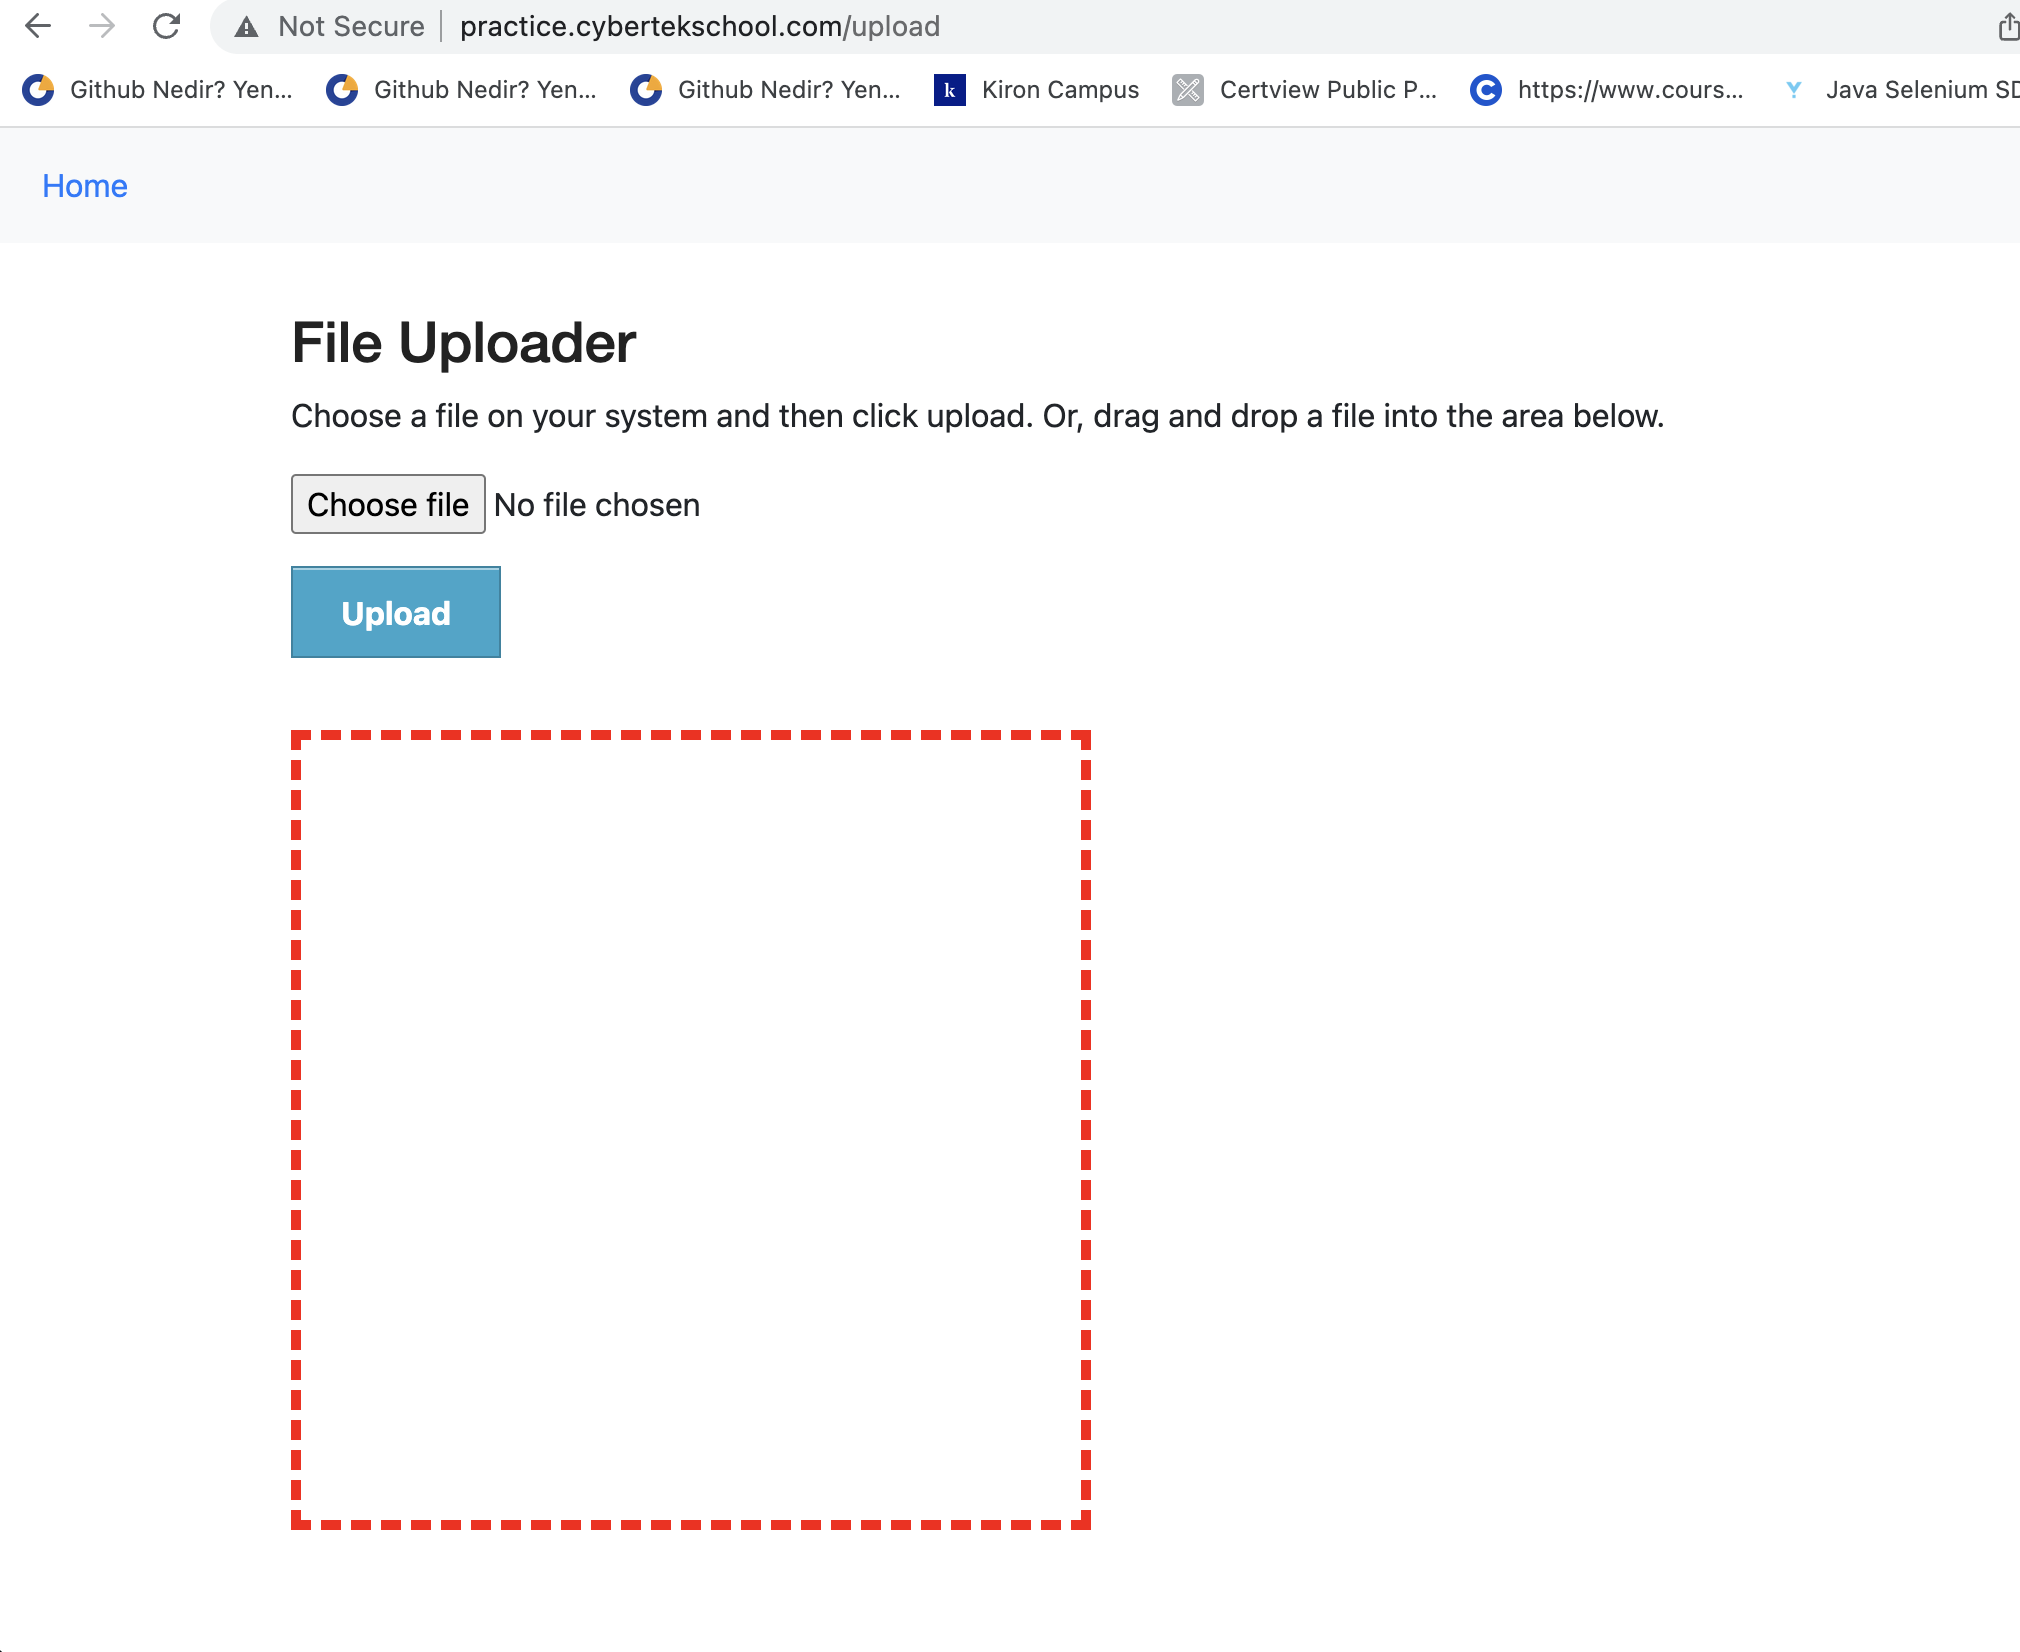 Not Secure practice.cybertekschool.com/upload
Github Nedir? Yen... Github Nedir? Yen... Github Nedir? Yen... k Kiron Campus Certview Public P... https://www.cours... Java Selenium SD
Home
File Uploader
Choose a file on your system and then click upload. Or, drag and drop a file into the area below.
Choose file No file chosen
Upload